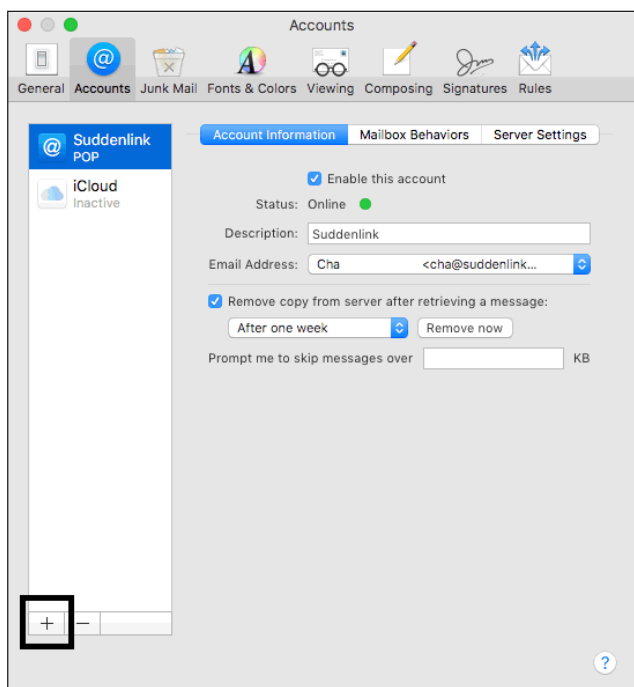 Accounts
General Accounts Junk Mail Fonts & Colors Viewing Composing Signatures Rules
Suddenlink
POP
iCloud
Inactive
Account Information Mailbox Behaviors Server Settings
Enable this account
Status: Online
Description: Suddenlink
Email Address: Cha <cha@suddenlink...
Remove copy from server after retrieving a message:
After one week Remove now
Prompt me to skip messages over KB
+ −
?